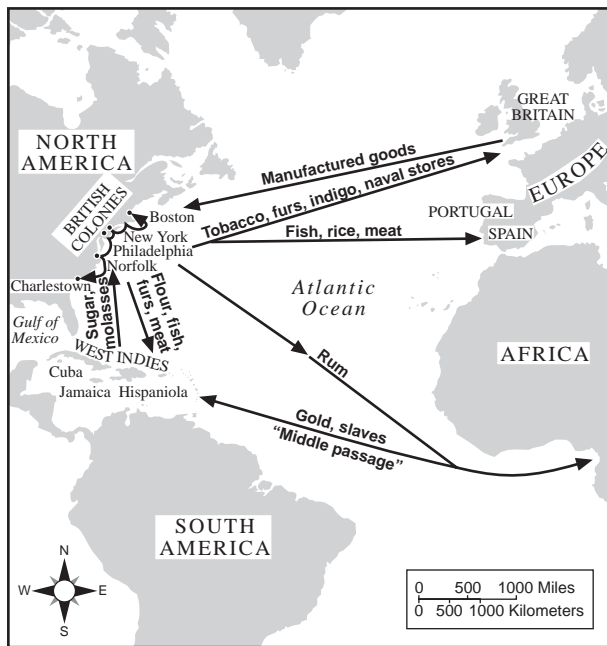 GREAT
BRITAIN
NORTH
AMERICA
Manufactured goods
EUROPE
Tobacco, furs, indigo, naval stores
BRITISH
COLONIES
Boston
PORTUGAL
New York
Fish, rice, meat
SPAIN
Philadelphia
Norfolk
Charlestown
Sugar,
molasses
Flour, fish,
furs, meat
Atlantic
Ocean
Gulf of
Mexico
WEST INDIES
AFRICA
Rum
Cuba
Jamaica
Hispaniola
Gold, slaves
“Middle passage”
SOUTH
AMERICA
N
W
E
S
0 500 1000 Miles
0 500 1000 Kilometers